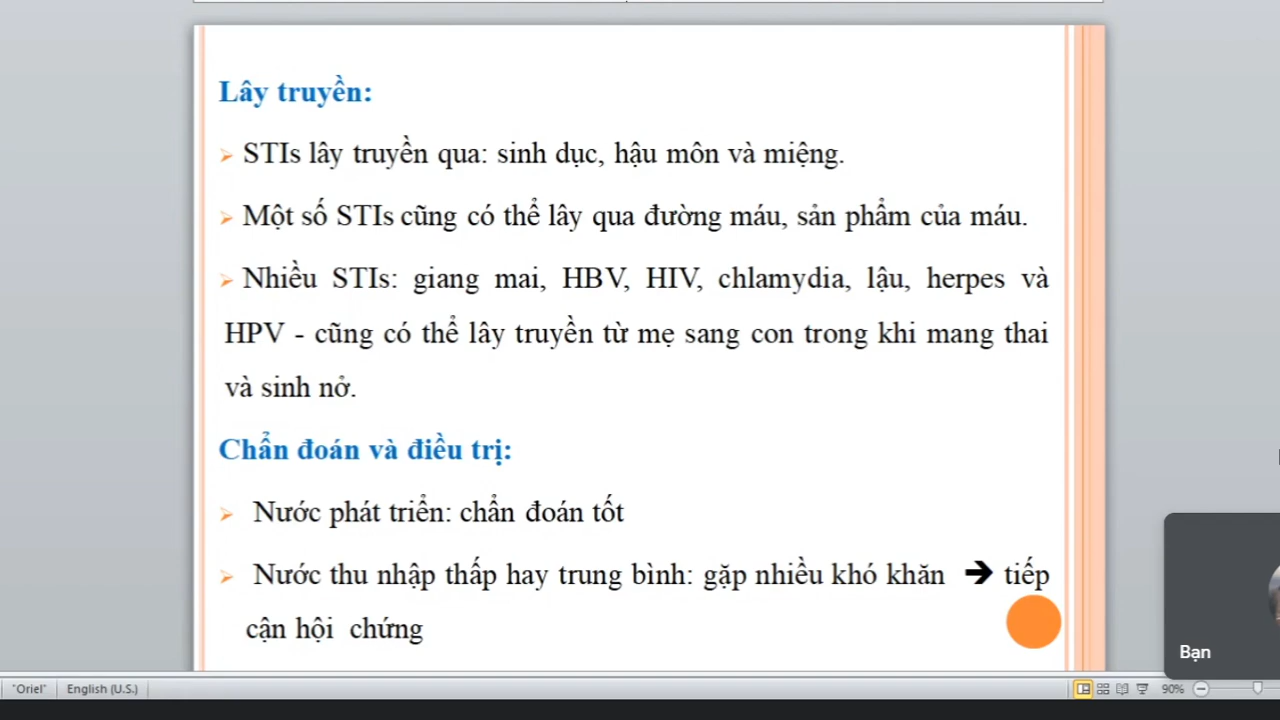 Lây truyền:
STIs lây truyền qua: sinh dục, hậu môn và miệng.
Một số STIs cũng có thể lây qua đường máu, sản phẩm của máu.
Nhiều STIs: giang mai, HBV, HIV, chlamydia, lậu, herpes và
HPV - cũng có thể lây truyền từ mẹ sang con trong khi mang thai
và sinh nở.
Chẩn đoán và điều trị:
Nước phát triển: chẩn đoán tốt
Nước thu nhập thấp hay trung bình: gặp nhiều khó khăn ➔ tiếp
cận hội chứng
Bạn
"Oriel" English (U.S.) 90%